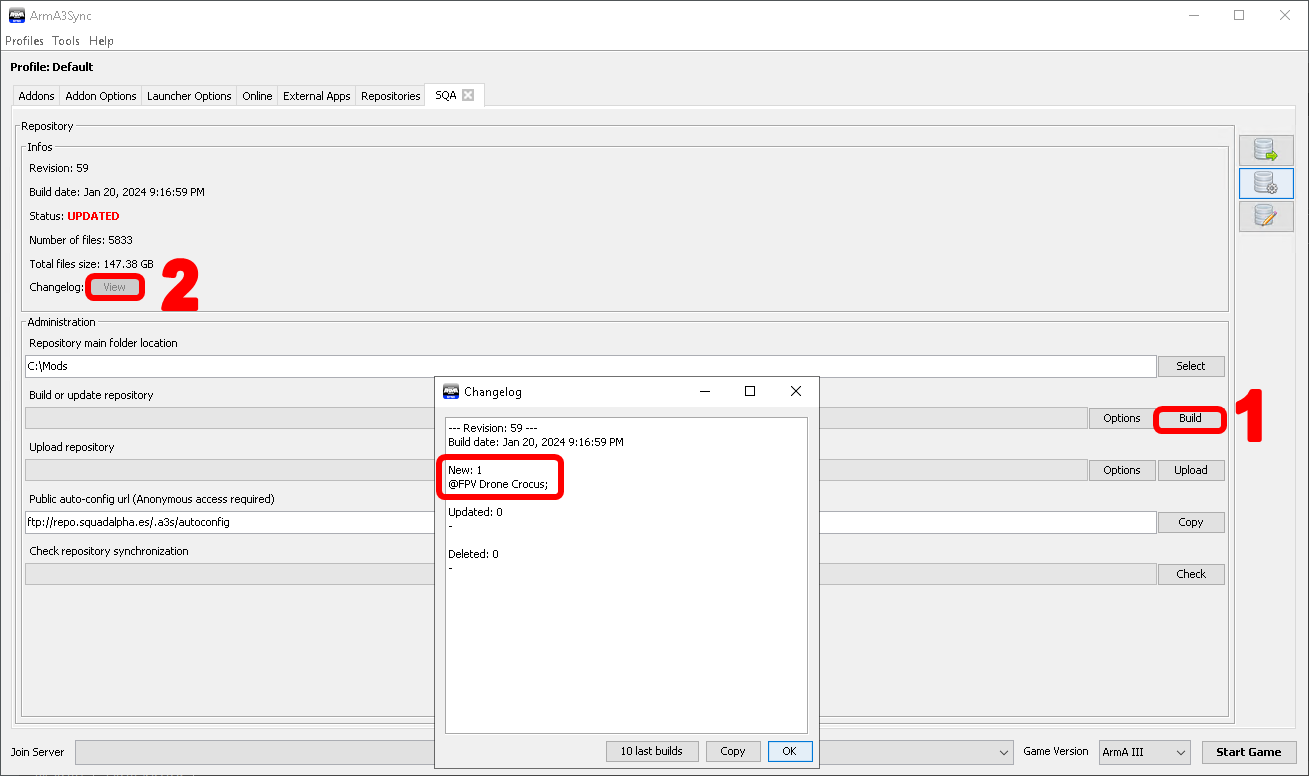 ArmA3Sync
Profiles Tools Help
Profile: Default
Addons Addon Options Launcher Options Online External Apps Repositories SQA
Repository
Infos
Revision: 59
Build date: Jan 20, 2024 9:16:59 PM
Status: UPDATED
Number of files: 5833
Total files size: 147.38 GB
Changelog: View
2
Administration
Repository main folder location
C:\Mods
Select
Build or update repository
Options
Build
1
Upload repository
Options
Upload
Public auto-config url (Anonymous access required)
ftp://repo.squadalpha.es/.a3s/autoconfig
Copy
Check repository synchronization
Check
Changelog
--- Revision: 59 ---
Build date: Jan 20, 2024 9:16:59 PM
New: 1
@FPV Drone Crocus;
Updated: 0
-
Deleted: 0
-
10 last builds
Copy
OK
Join Server
Game Version
ArmA III
Start Game